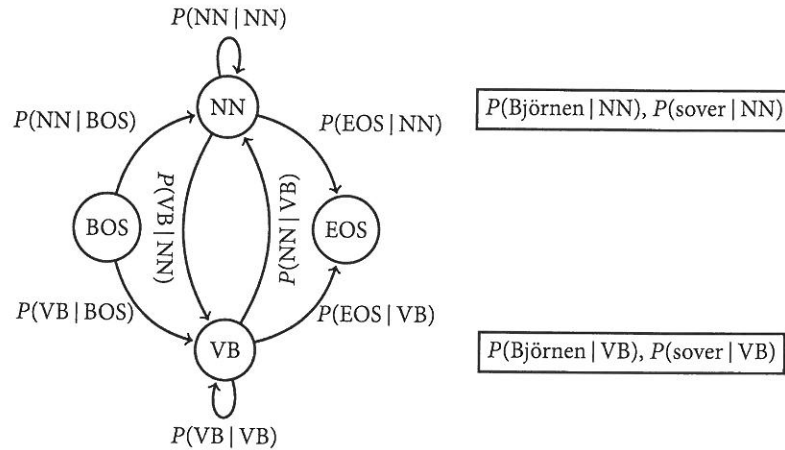 P(NN | NN)
NN
P(Björnen | NN), P(sover | NN)
P(NN | BOS)
P(EOS | NN)
P(VB | NN)
P(NN | VB)
BOS
EOS
P(VB | BOS)
P(EOS | VB)
VB
P(Björnen | VB), P(sover | VB)
P(VB | VB)